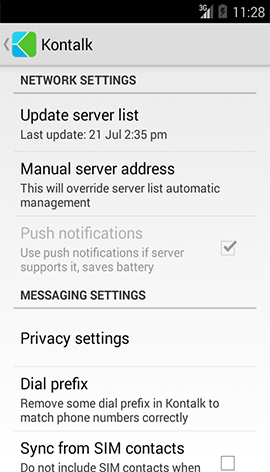 3G 11:28
Kontalk
NETWORK SETTINGS
Update server list
Last update: 21 Jul 2:35 pm
Manual server address
This will override server list automatic
management
Push notifications
Use push notifications if server
supports it, saves battery
MESSAGING SETTINGS
Privacy settings
Dial prefix
Remove some dial prefix in Kontalk to
match phone numbers correctly
Sync from SIM contacts
Do not include SIM contacts when